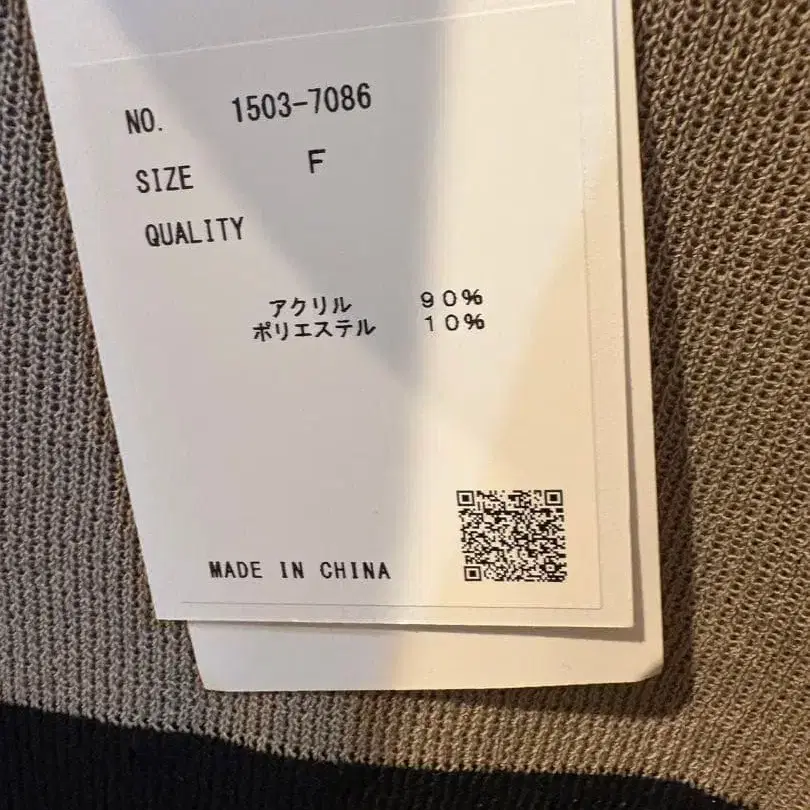 NO. 1503-7086
SIZE F
QUALITY
アクリル 90%
ポリエステル 10%
MADE IN CHINA